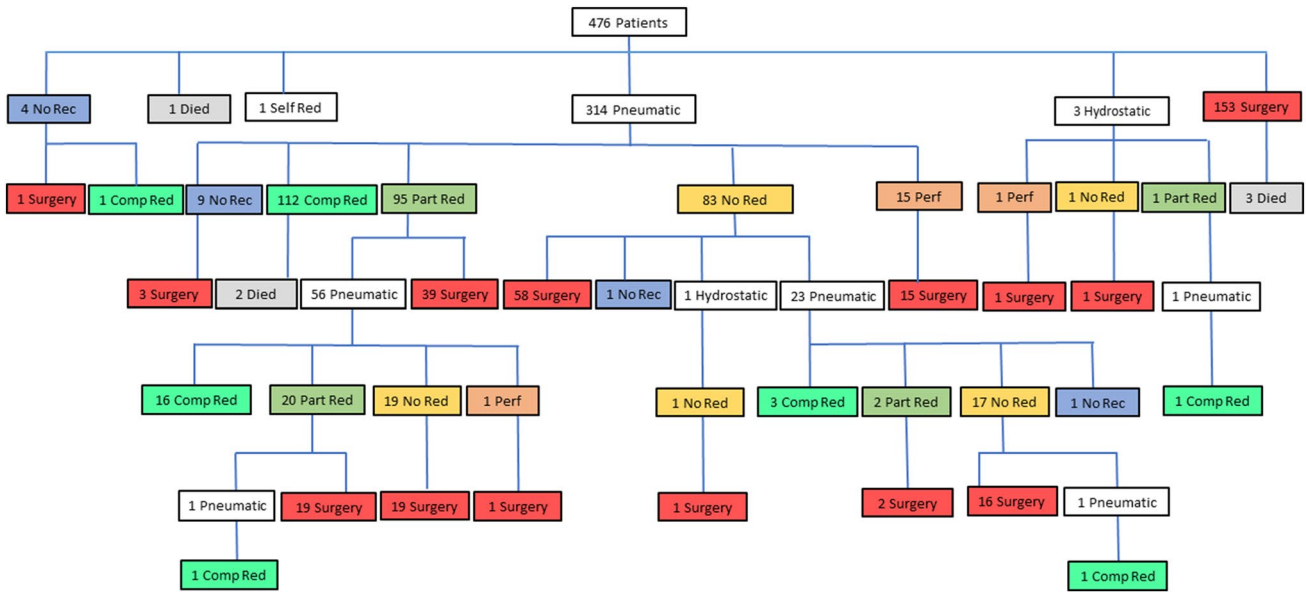 476 Patients
4 No Rec
1 Died
1 Self Red
314 Pneumatic
3 Hydrostatic
153 Surgery
1 Surgery
1 Comp Red
9 No Rec
112 Comp Red
95 Part Red
83 No Red
15 Perf
1 Perf
1 No Red
1 Part Red
3 Died
3 Surgery
2 Died
56 Pneumatic
39 Surgery
58 Surgery
1 No Rec
1 Hydrostatic
23 Pneumatic
15 Surgery
1 Surgery
1 Surgery
1 Pneumatic
16 Comp Red
20 Part Red
19 No Red
1 Perf
1 No Red
3 Comp Red
2 Part Red
17 No Red
1 No Rec
1 Comp Red
1 Pneumatic
19 Surgery
19 Surgery
1 Surgery
1 Surgery
2 Surgery
16 Surgery
1 Pneumatic
1 Comp Red
1 Comp Red